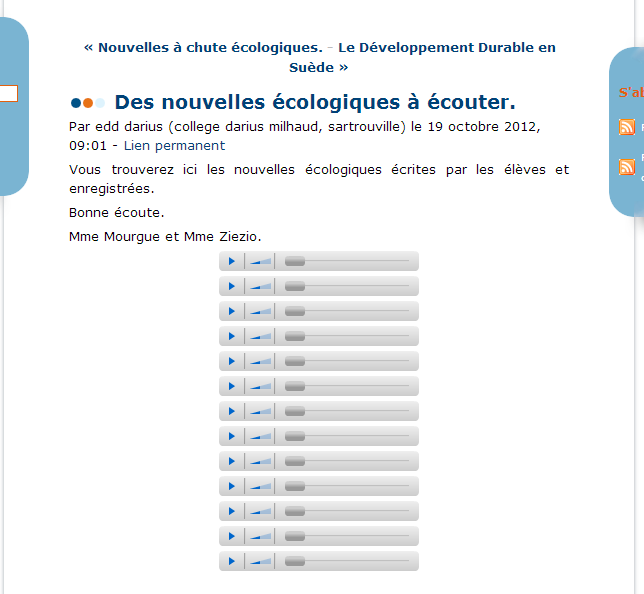 « Nouvelles à chute écologiques. - Le Développement Durable en
Suède »
Des nouvelles écologiques à écouter.
Par edd darius (college darius milhaud, sartrouville) le 19 octobre 2012,
09:01 - Lien permanent
Vous trouverez ici les nouvelles écologiques écrites par les élèves et
enregistrées.
Bonne écoute.
Mme Mourgue et Mme Ziezio.
S'ab